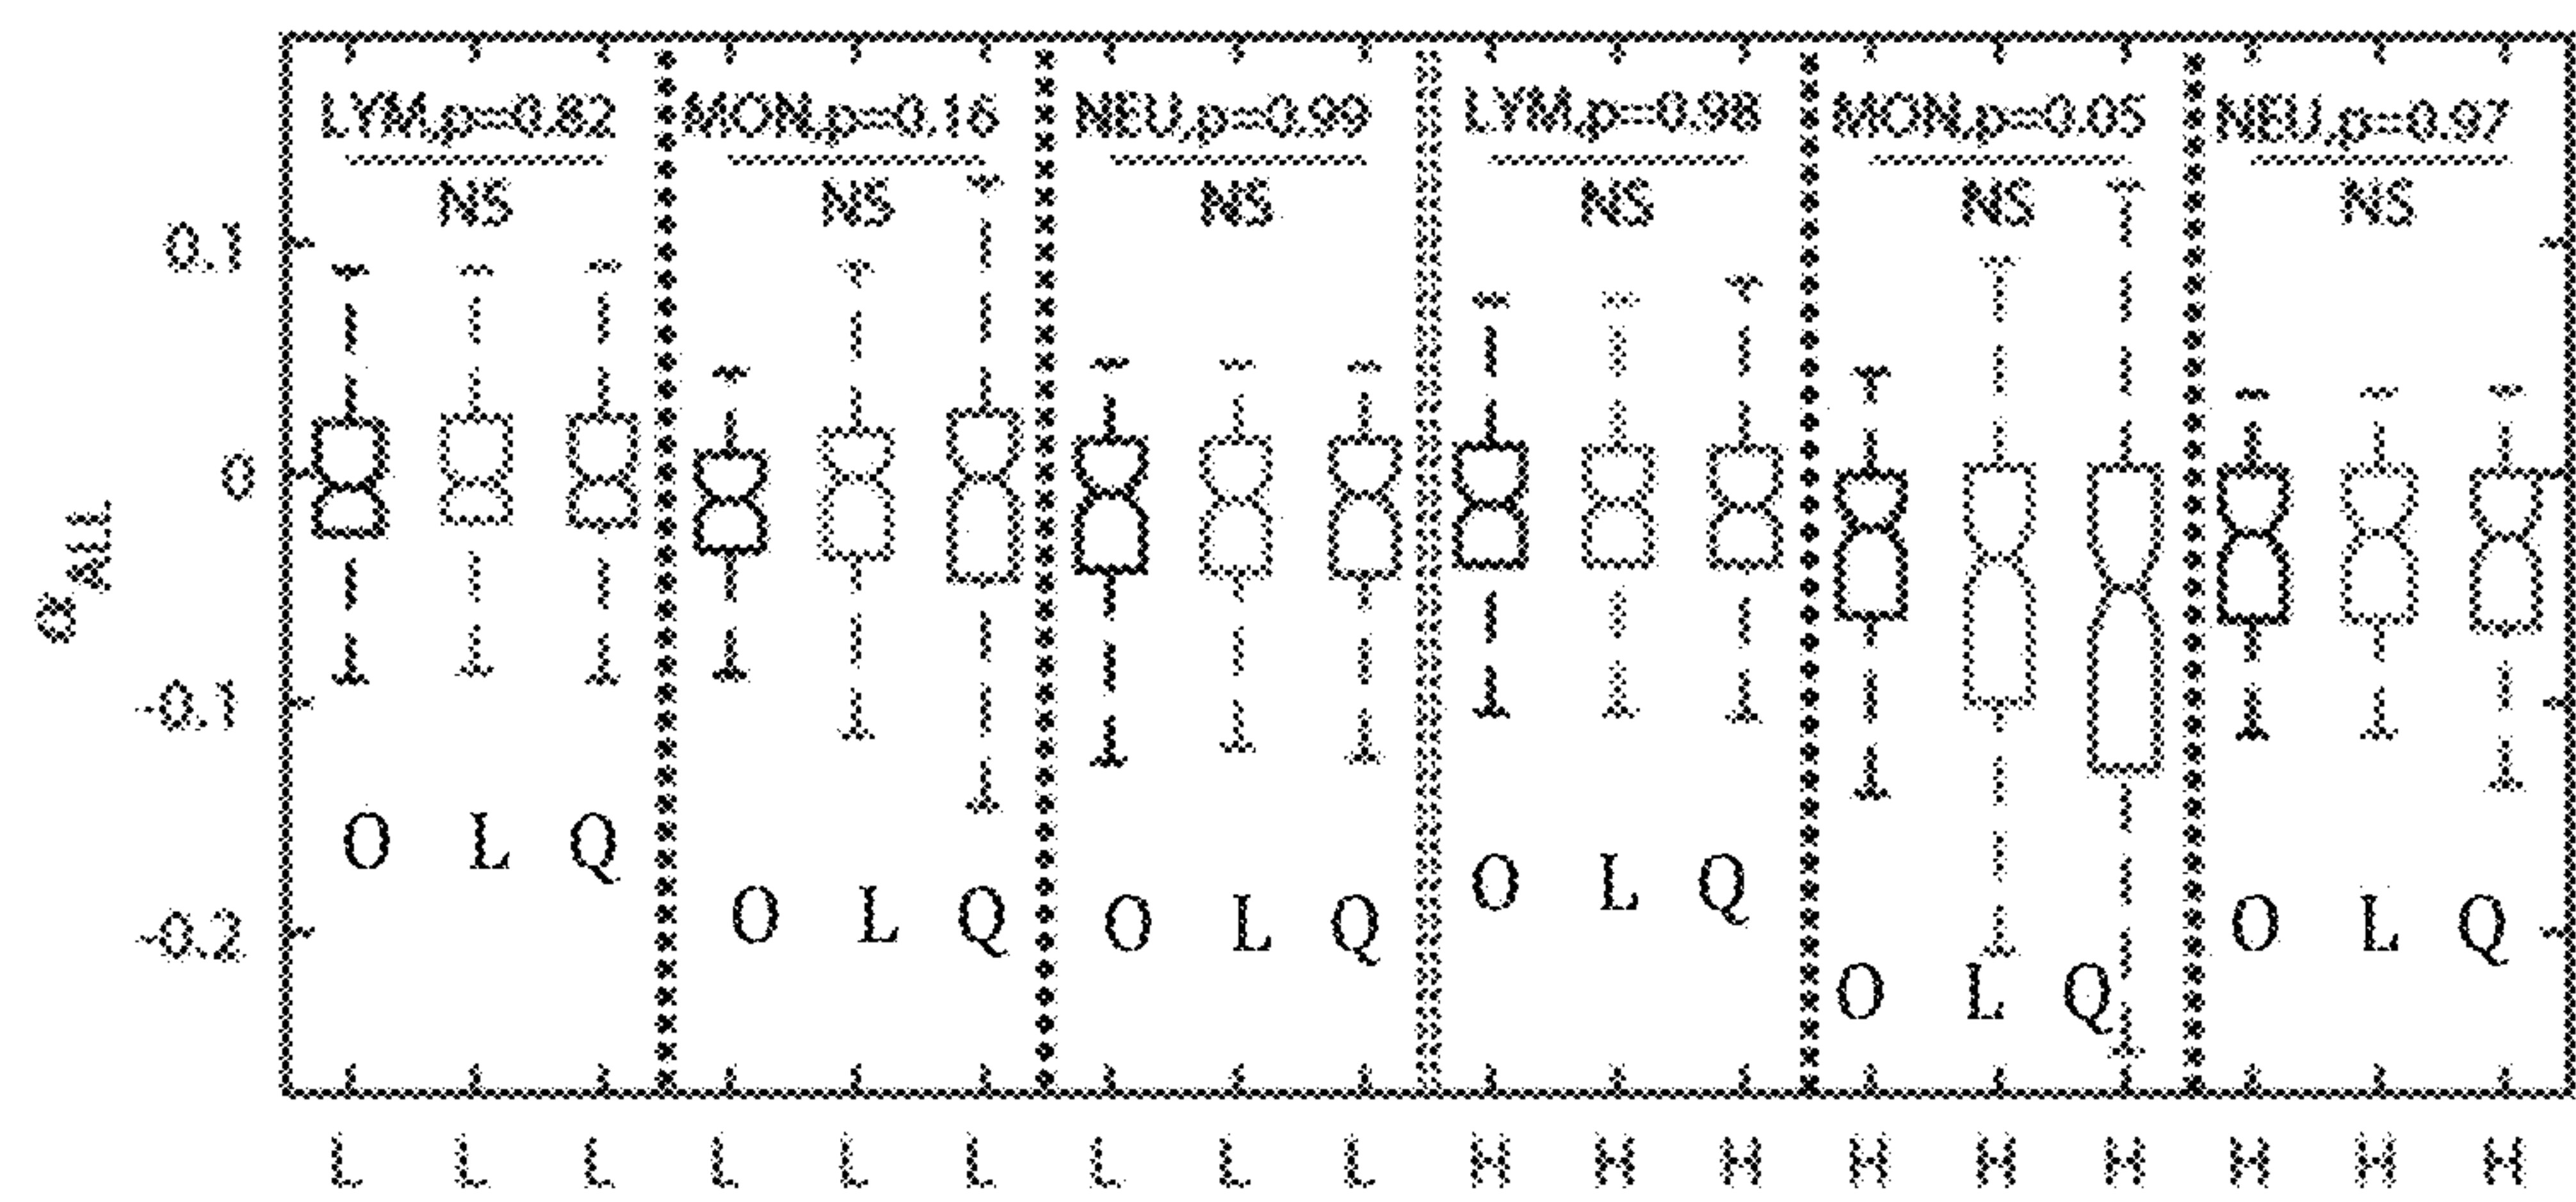 LYM,p=0.82 MON,p=0.16 NEU,p=0.99 LYM,p=0.98 MON,p=0.05 NEU,p=0.97
NS NS NS NS NS NS
0.1
0
αALL
-0.1
O L Q O L Q O L Q O L Q O L Q O L Q
-0.2
L L L L L L L L L H H H H H H H H H